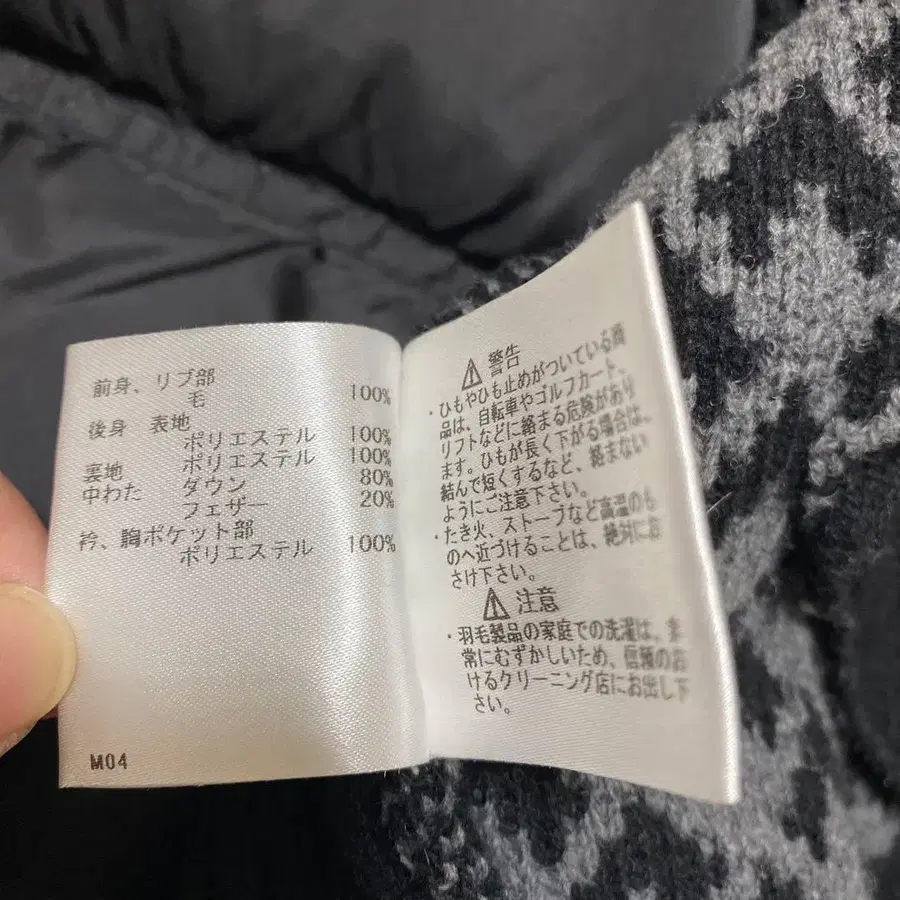 前身、リブ部
毛 100%
後身 表地
ポリエステル 100%
裏地 ポリエステル 100%
中わた ダウン 80%
フェザー 20%
衿、胸ポケット部
ポリエステル 100%
M04
⚠ 警告
・ひもやひも止めがついている商
品は、自転車やゴルフカート、
リフトなどに絡まる危険があり
ます。ひもが長く下がる場合は、
結んで短くするなど、絡まない
ようにご注意下さい。
・たき火、ストーブなど高温のも
のへ近づけることは、絶対にお
さけ下さい。
⚠ 注意
・羽毛製品の家庭での洗濯は、非
常にむずかしいため、信頼のお
けるクリーニング店にお出し下
さい。